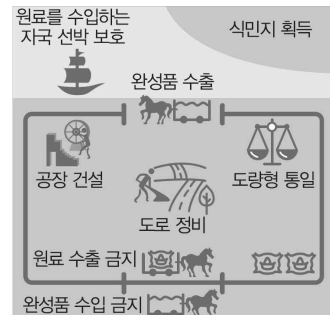 원료를 수입하는
자국 선박 보호
식민지 획득
완성품 수출
공장 건설
도량형 통일
도로 정비
원료 수출 금지
완성품 수입 금지